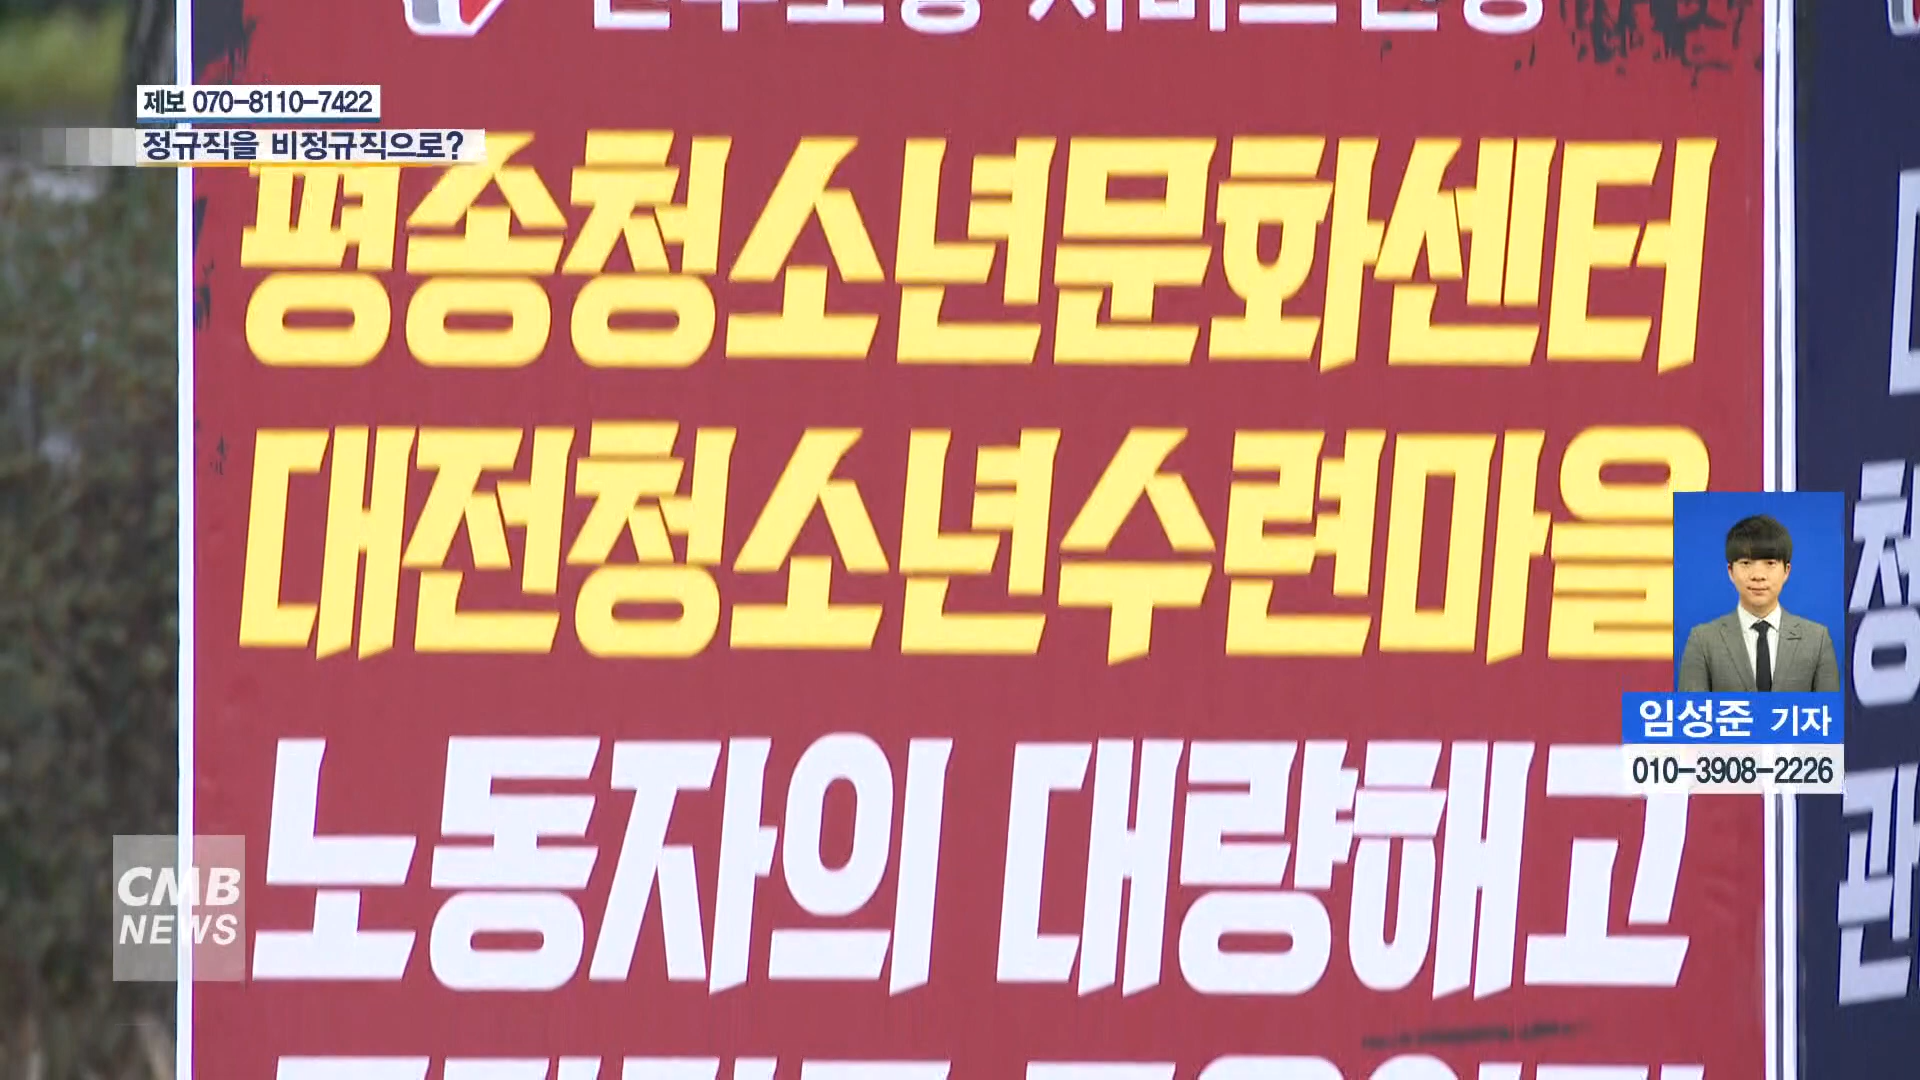 제보 070-8110-7422
정규직을 비정규직으로?
평송청소년문화센터
대전청소년수련마을
노동자의 대량해고
임성준 기자
010-3908-2226
CMB
NEWS